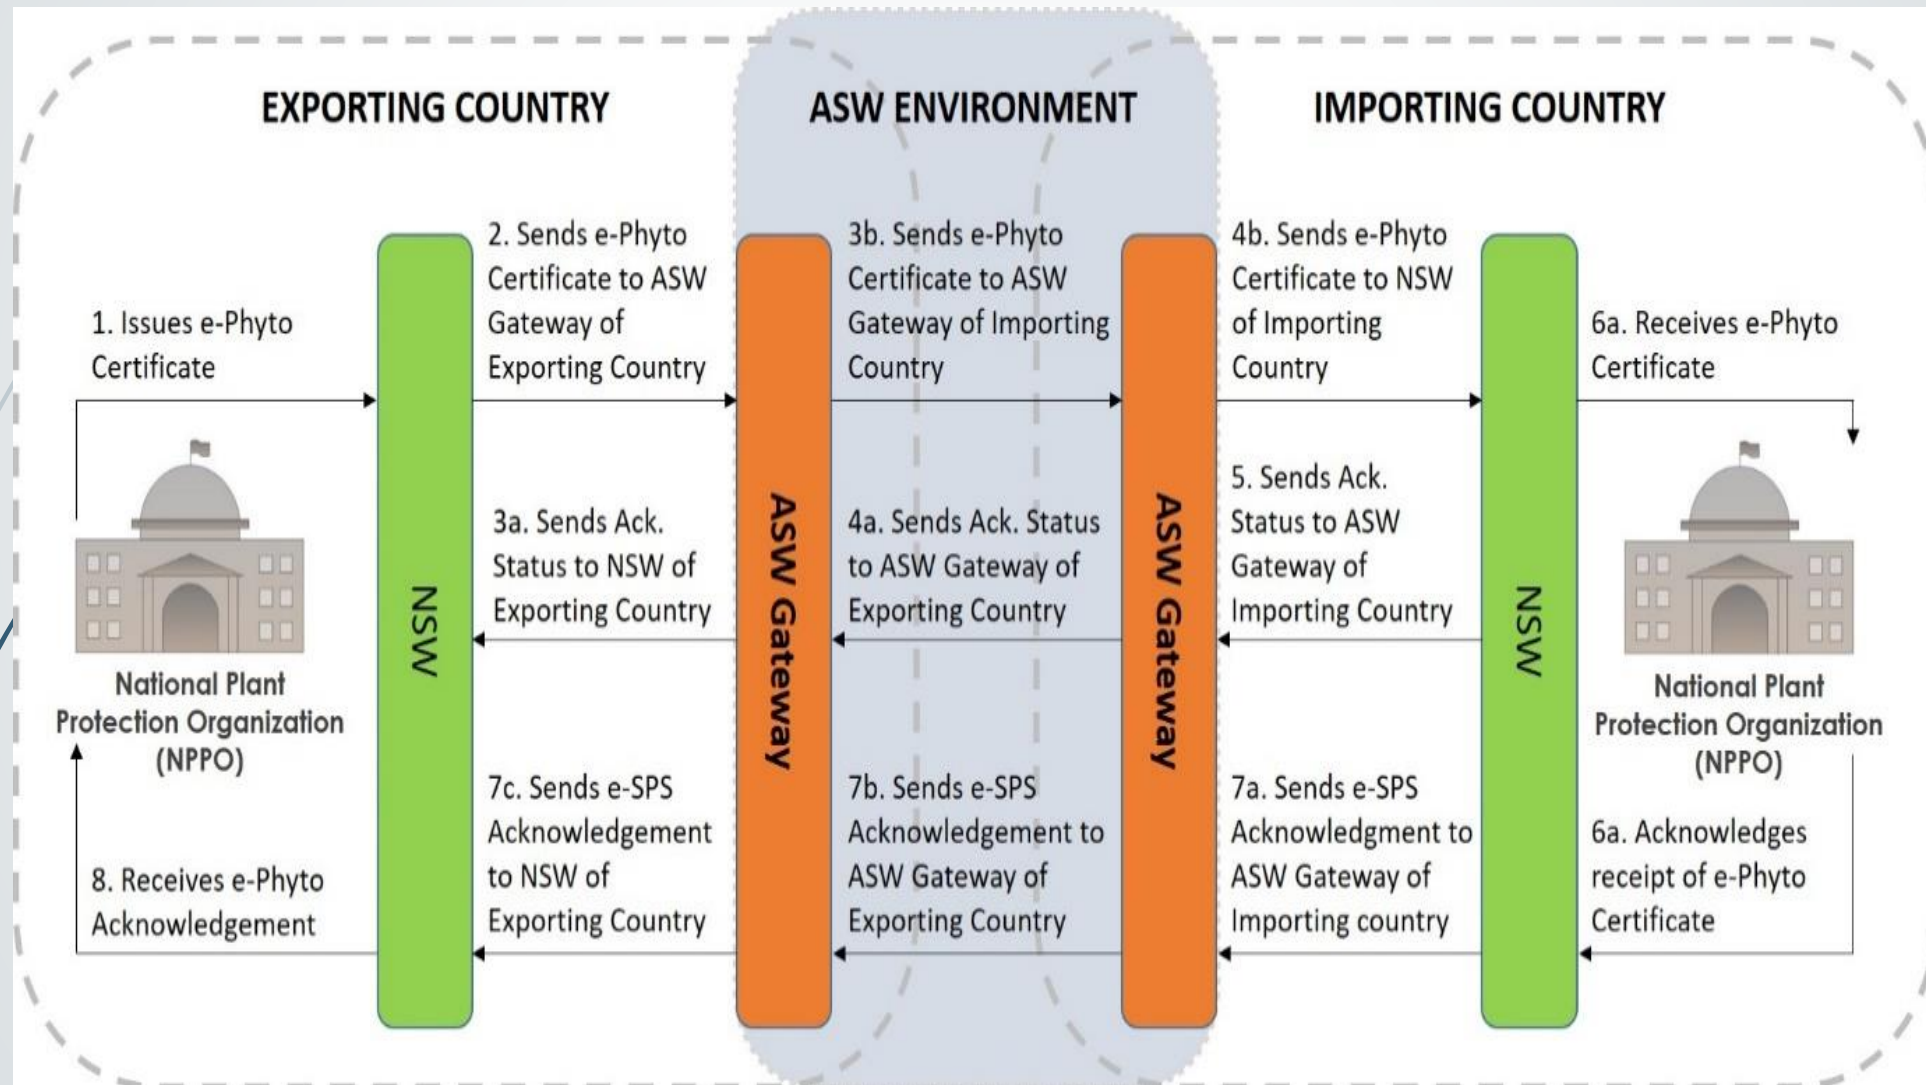 EXPORTING COUNTRY
ASW ENVIRONMENT
IMPORTING COUNTRY
1. Issues e-Phyto
Certificate
2. Sends e-Phyto
Certificate to ASW
Gateway of
Exporting Country
3b. Sends e-Phyto
Certificate to ASW
Gateway of Importing
Country
4b. Sends e-Phyto
Certificate to NSW
of Importing
Country
6a. Receives e-Phyto
Certificate
NSW
3a. Sends Ack.
Status to NSW of
Exporting Country
ASW Gateway
4a. Sends Ack. Status
to ASW Gateway of
Exporting Country
ASW Gateway
5. Sends Ack.
Status to ASW
Gateway of
Importing Country
NSW
National Plant
Protection Organization
(NPPO)
National Plant
Protection Organization
(NPPO)
8. Receives e-Phyto
Acknowledgement
7c. Sends e-SPS
Acknowledgement
to NSW of
Exporting Country
7b. Sends e-SPS
Acknowledgement to
ASW Gateway of
Exporting Country
7a. Sends e-SPS
Acknowledgment to
ASW Gateway of
Importing country
6a. Acknowledges
receipt of e-Phyto
Certificate